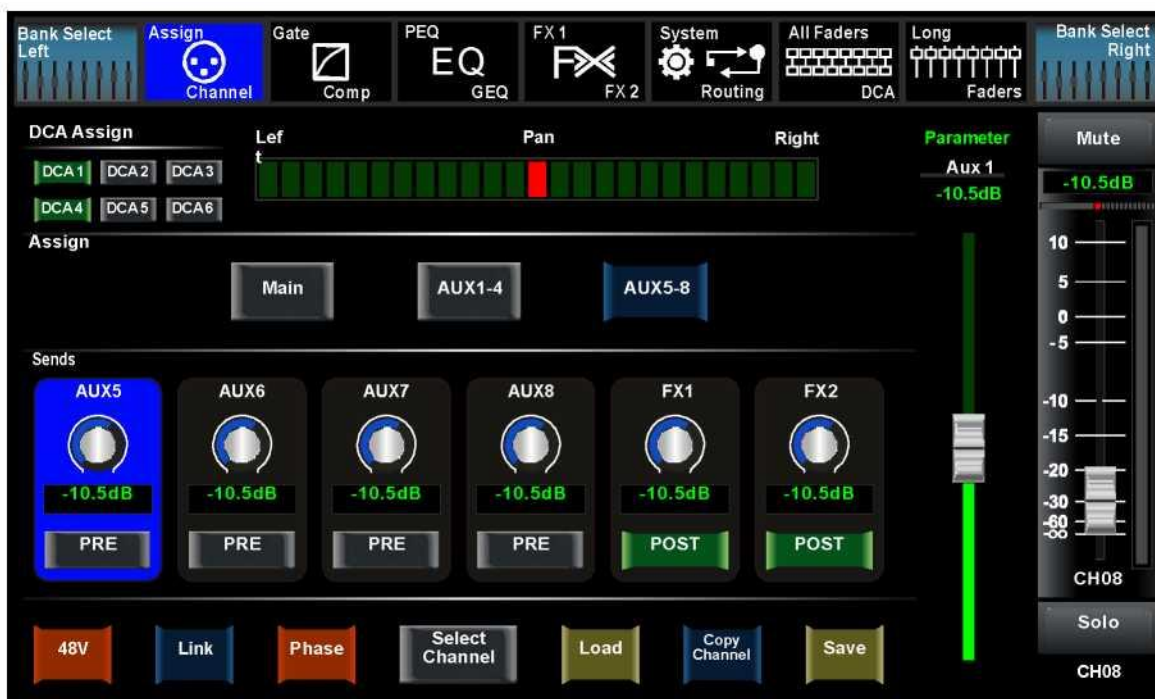 Bank Select
Left
Assign
Channel
Gate
Comp
PEQ
EQ
GEQ
FX 1
FX
FX 2
System
Routing
All Faders
DCA
Long
Faders
Bank Select
Right
DCA Assign
DCA1 DCA2 DCA3
DCA4 DCA5 DCA6
Lef
t
Pan
Right
Parameter
Aux 1
-10.5dB
Mute
-10.5dB
Assign
Main AUX1-4 AUX5-8
10
5
0
-5
-10
-15
-20
-30
-60
-∞
Sends
AUX5 AUX6 AUX7 AUX8 FX1 FX2
-10.5dB -10.5dB -10.5dB -10.5dB -10.5dB -10.5dB
PRE PRE PRE PRE POST POST
CH08
48V Link Phase Select Channel Load Copy Channel Save
Solo
CH08